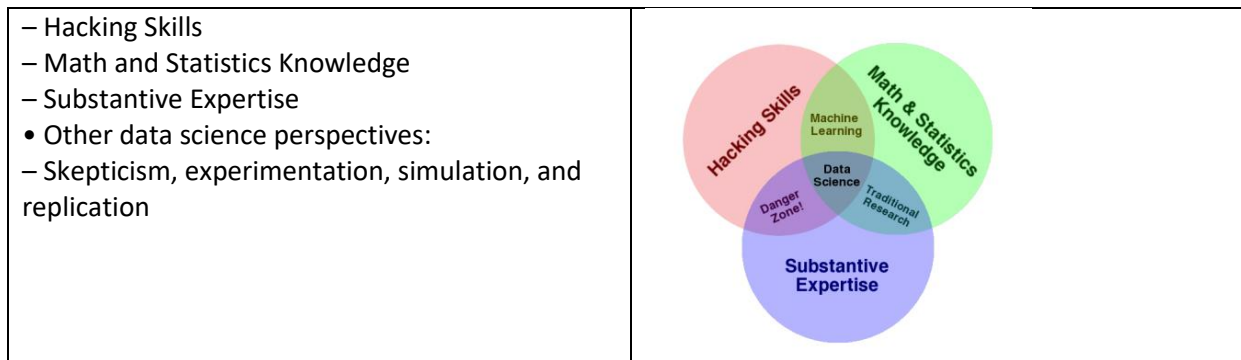 – Hacking Skills
– Math and Statistics Knowledge
– Substantive Expertise
• Other data science perspectives:
– Skepticism, experimentation, simulation, and
replication
Hacking Skills
Math & Statistics
Knowledge
Machine
Learning
Data
Science
Danger
Zone!
Traditional
Research
Substantive
Expertise